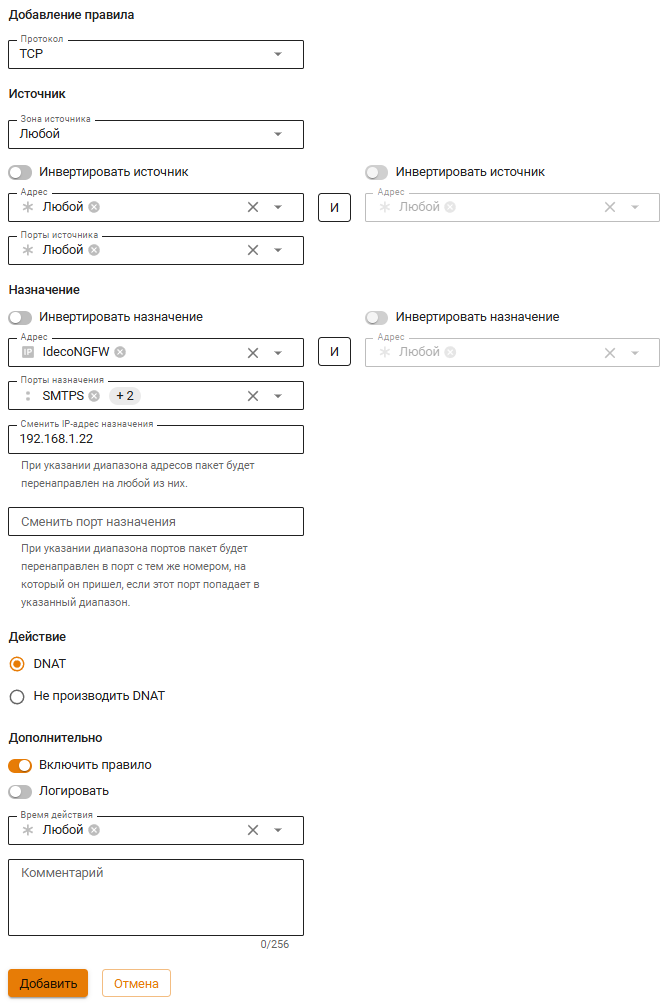 Добавление правила
Протокол
TCP
Источник
Зона источника
Любой
Инвертировать источник
Инвертировать источник
Адрес
Любой
И
Адрес
Любой
Порты источника
Любой
Назначение
Инвертировать назначение
Инвертировать назначение
Адрес
IP IdecoNGFW
И
Адрес
Любой
Порты назначения
SMTPS + 2
Сменить IP-адрес назначения
192.168.1.22
При указании диапазона адресов пакет будет
перенаправлен на любой из них.
Сменить порт назначения
При указании диапазона портов пакет будет
перенаправлен в порт с тем же номером, на
который он пришел, если этот порт попадает в
указанный диапазон.
Действие
DNAT
Не производить DNAT
Дополнительно
Включить правило
Логировать
Время действия
Любой
Комментарий
0/256
Добавить
Отмена